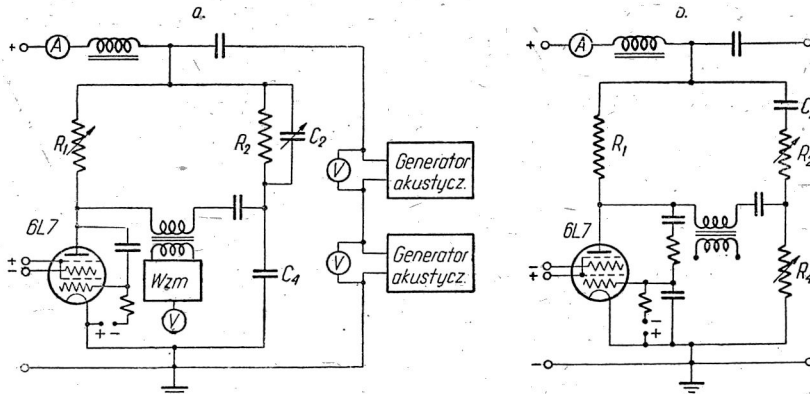 a.
+ A
R1
R2
C2
V
Generator
akustycz.
6L7
+
-
Wzm
V
C4
V
Generator
akustycz.
+ -
-
+ A
R1
R2
6L7
-
+
R4
-
+
-